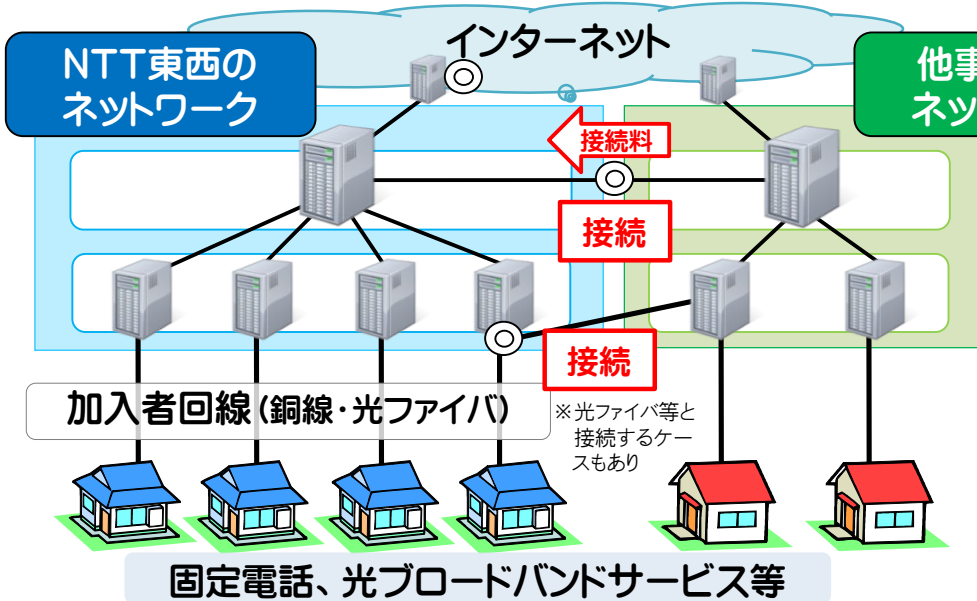 インターネット
NTT東西の
ネットワーク
他事
ネッ
接続料
接続
接続
加入者回線(銅線・光ファイバ)
※光ファイバ等と
接続するケー
スもあり
固定電話、光ブロードバンドサービス等